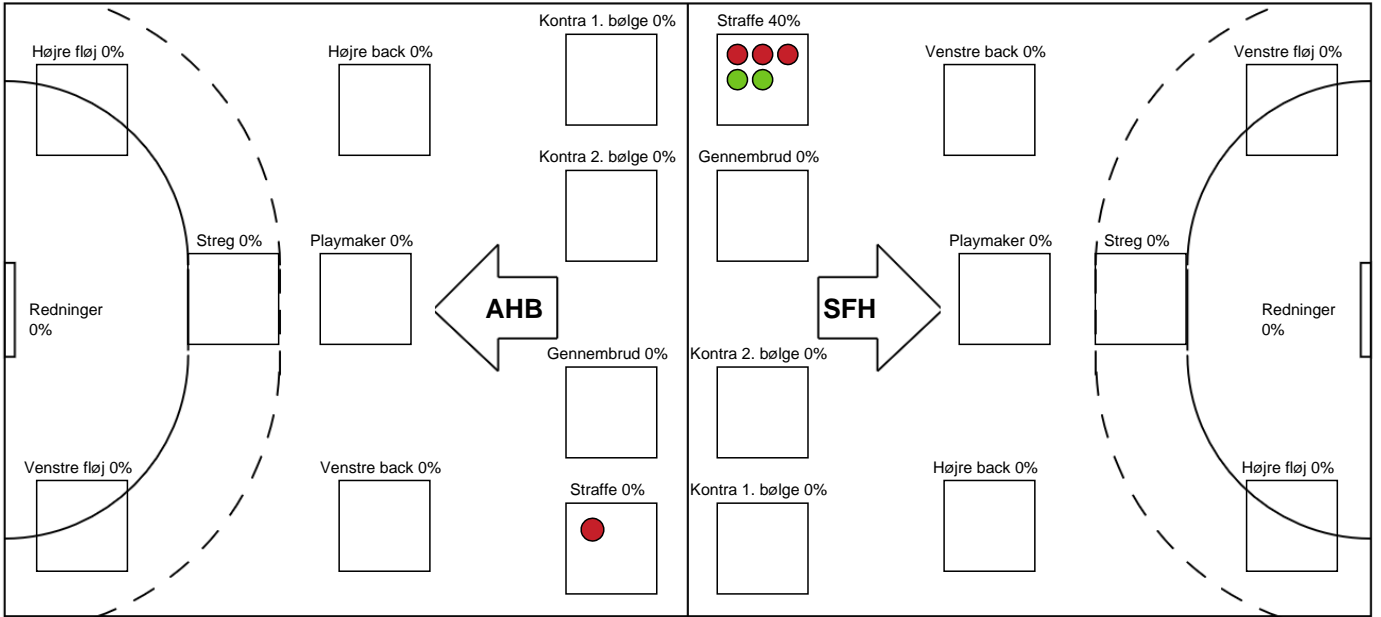 Kontra 1. bølge 0%
Straffe 40%
Højre fløj 0%
Højre back 0%
Venstre back 0%
Venstre fløj 0%
Kontra 2. bølge 0%
Gennembrud 0%
Streg 0%
Playmaker 0%
Playmaker 0%
Streg 0%
Redninger
0%
AHB
SFH
Redninger
0%
Gennembrud 0%
Kontra 2. bølge 0%
Venstre fløj 0%
Venstre back 0%
Højre back 0%
Højre fløj 0%
Straffe 0%
Kontra 1. bølge 0%